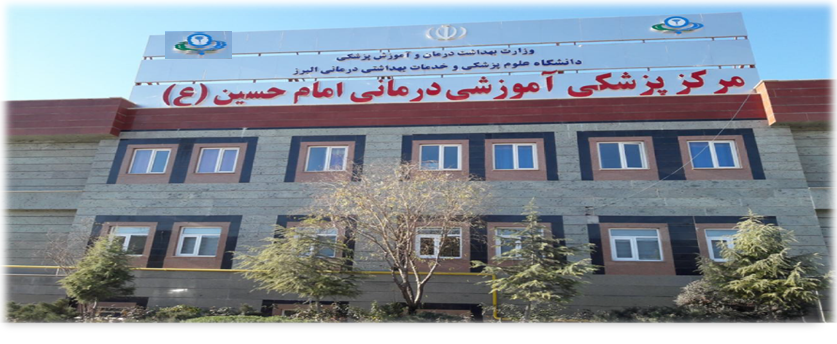 وزارت بهداشت درمان و آموزش پزشکی
دانشگاه علوم پزشکی و خدمات بهداشتی درمانی البرز
مرکز پزشکی آموزشی درمانی امام حسین (ع)